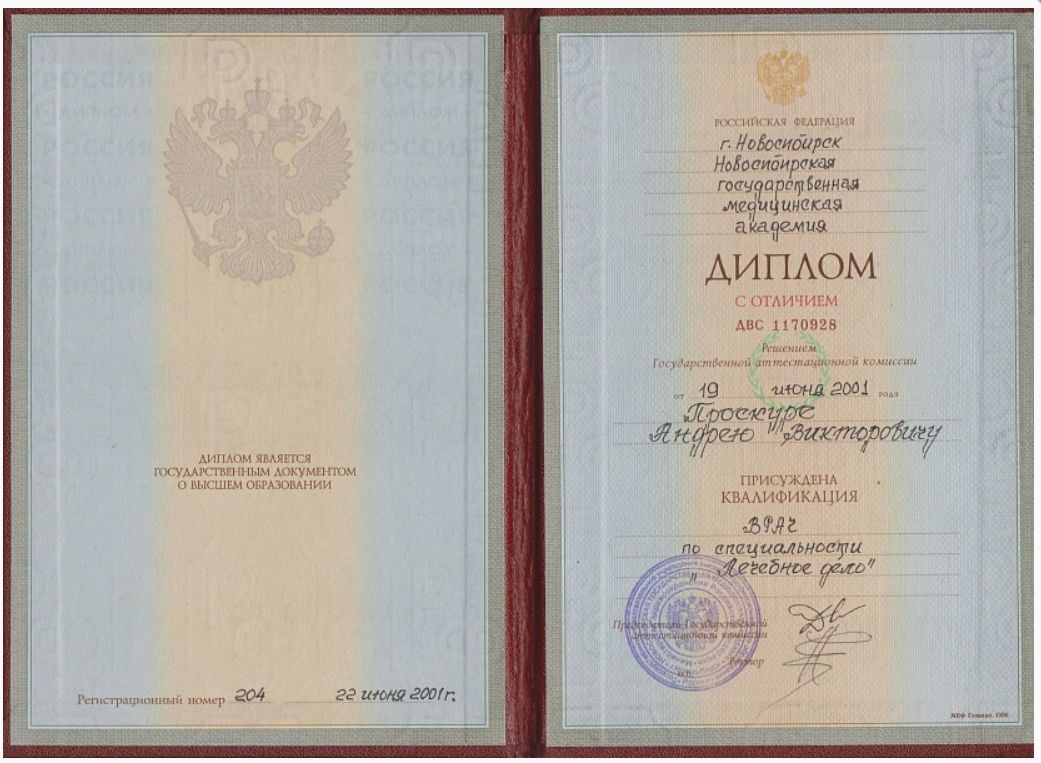 ДИПЛОМ ЯВЛЯЕТСЯ
ГОСУДАРСТВЕННЫМ ДОКУМЕНТОМ
О ВЫСШЕМ ОБРАЗОВАНИИ
Регистрационный номер 204 22 июня 2001г.
РОССИЙСКАЯ ФЕДЕРАЦИЯ
г. Новосибирск
Новосибирская
государственная
медицинская
академия
ДИПЛОМ
С ОТЛИЧИЕМ
ДВС 1170928
Решением
Государственной аттестационной комиссии
от 19 июня 2001 года
Проскуре
Андрею Викторовичу
ПРИСУЖДЕНА
КВАЛИФИКАЦИЯ
ВРАЧ
по специальности
"Лечебное дело"
Председатель Государственной
аттестационной комиссии
Ректор